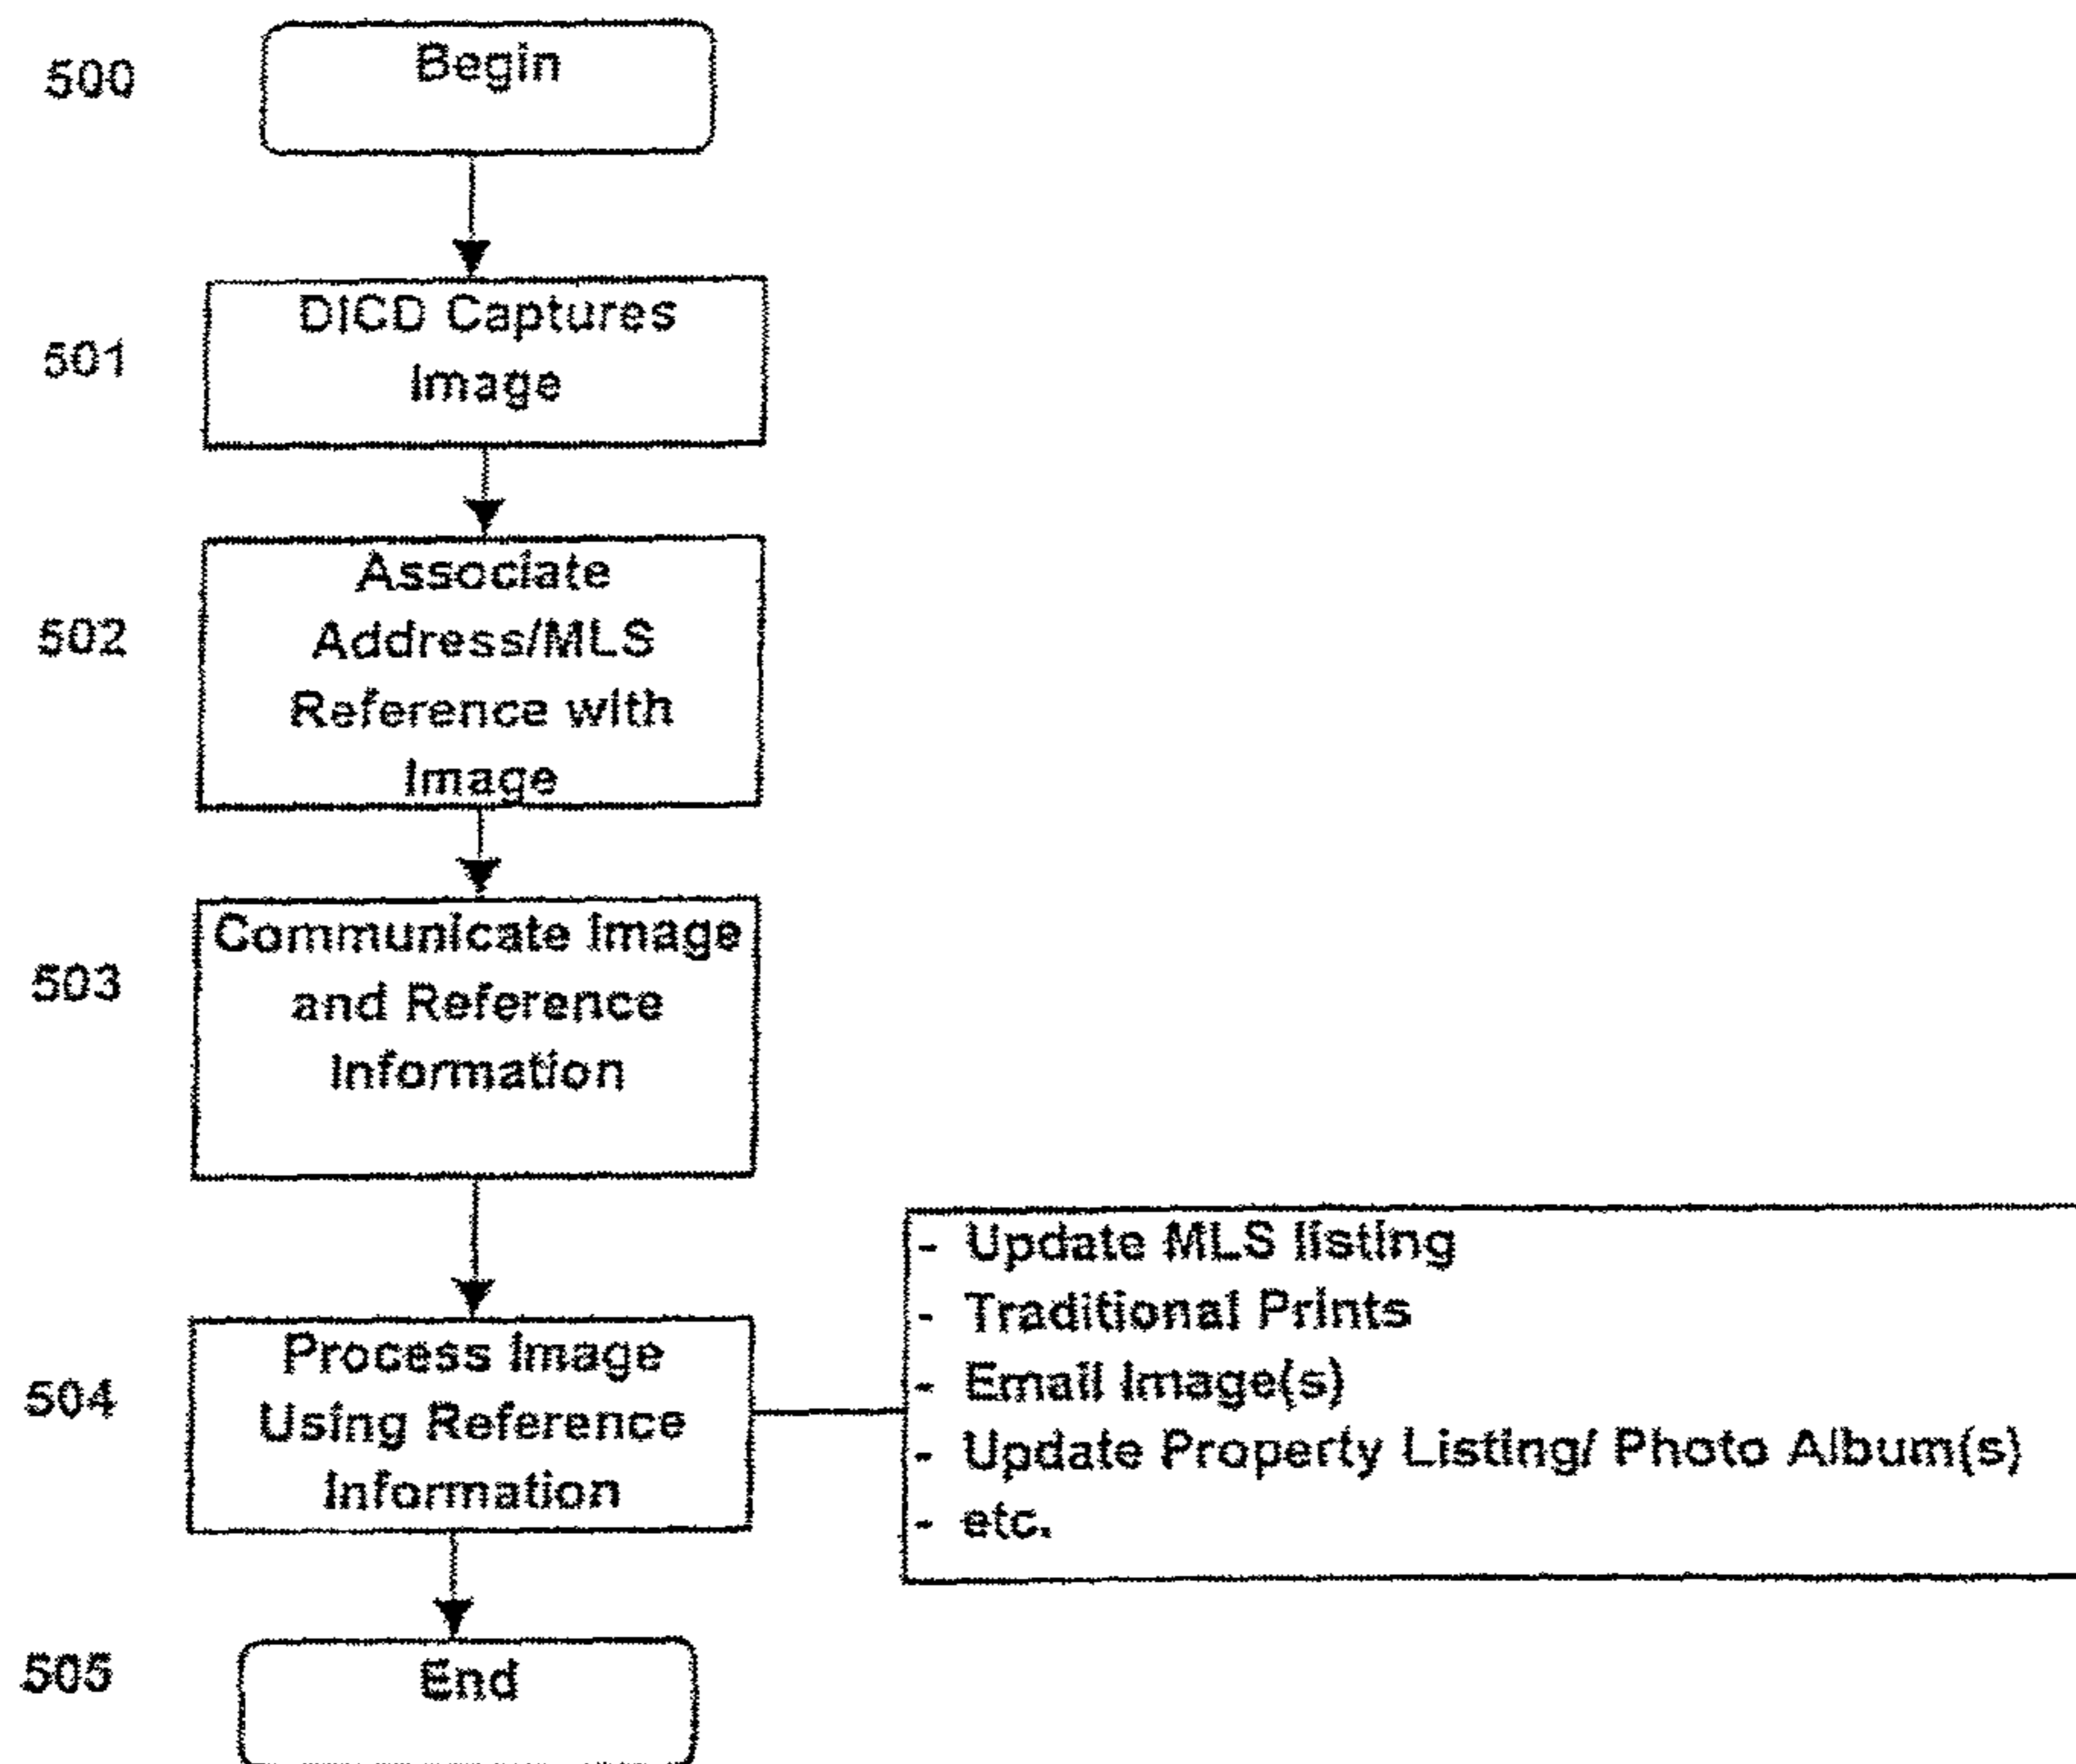 500
Begin
501
DICD Captures
Image
502
Associate
Address/MLS
Reference with
Image
503
Communicate Image
and Reference
Information
504
Process Image
Using Reference
Information
- Update MLS listing
- Traditional Prints
- Email Image(s)
- Update Property Listing/ Photo Album(s)
- etc.
505
End